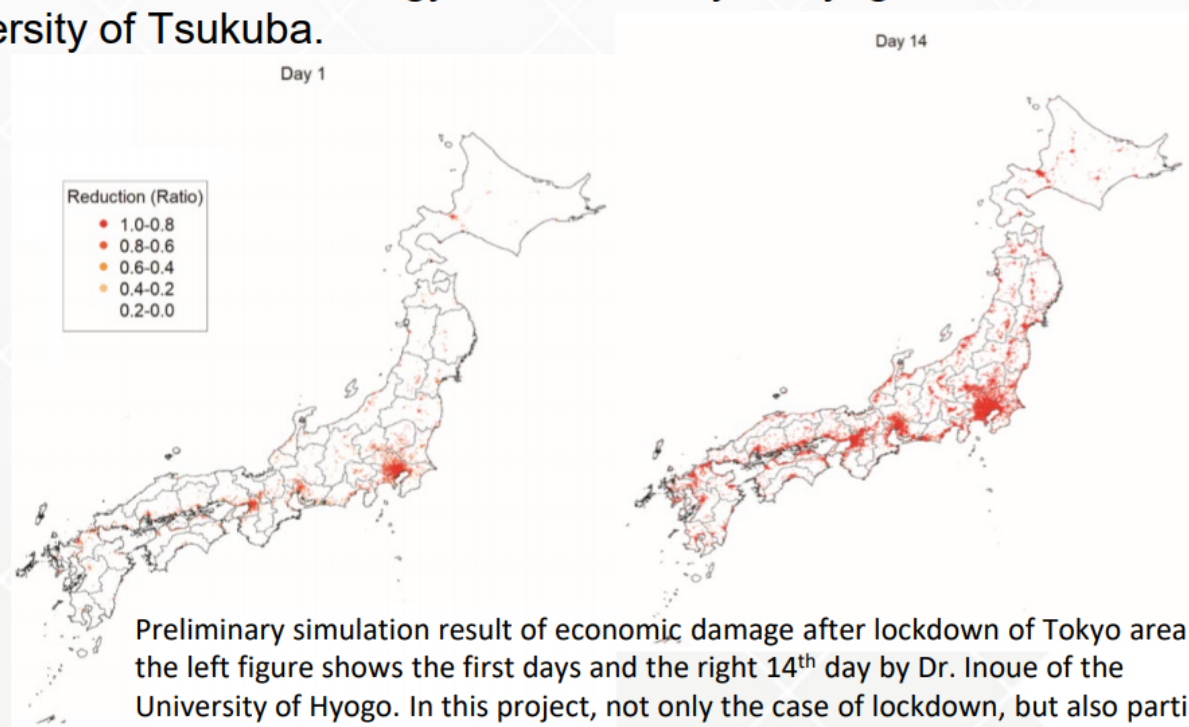 ersity of Tsukuba.
Day 1
Day 14
Reduction (Ratio)
1.0-0.8
0.8-0.6
0.6-0.4
0.4-0.2
0.2-0.0
Preliminary simulation result of economic damage after lockdown of Tokyo area
the left figure shows the first days and the right 14th day by Dr. Inoue of the
University of Hyogo. In this project, not only the case of lockdown, but also parti